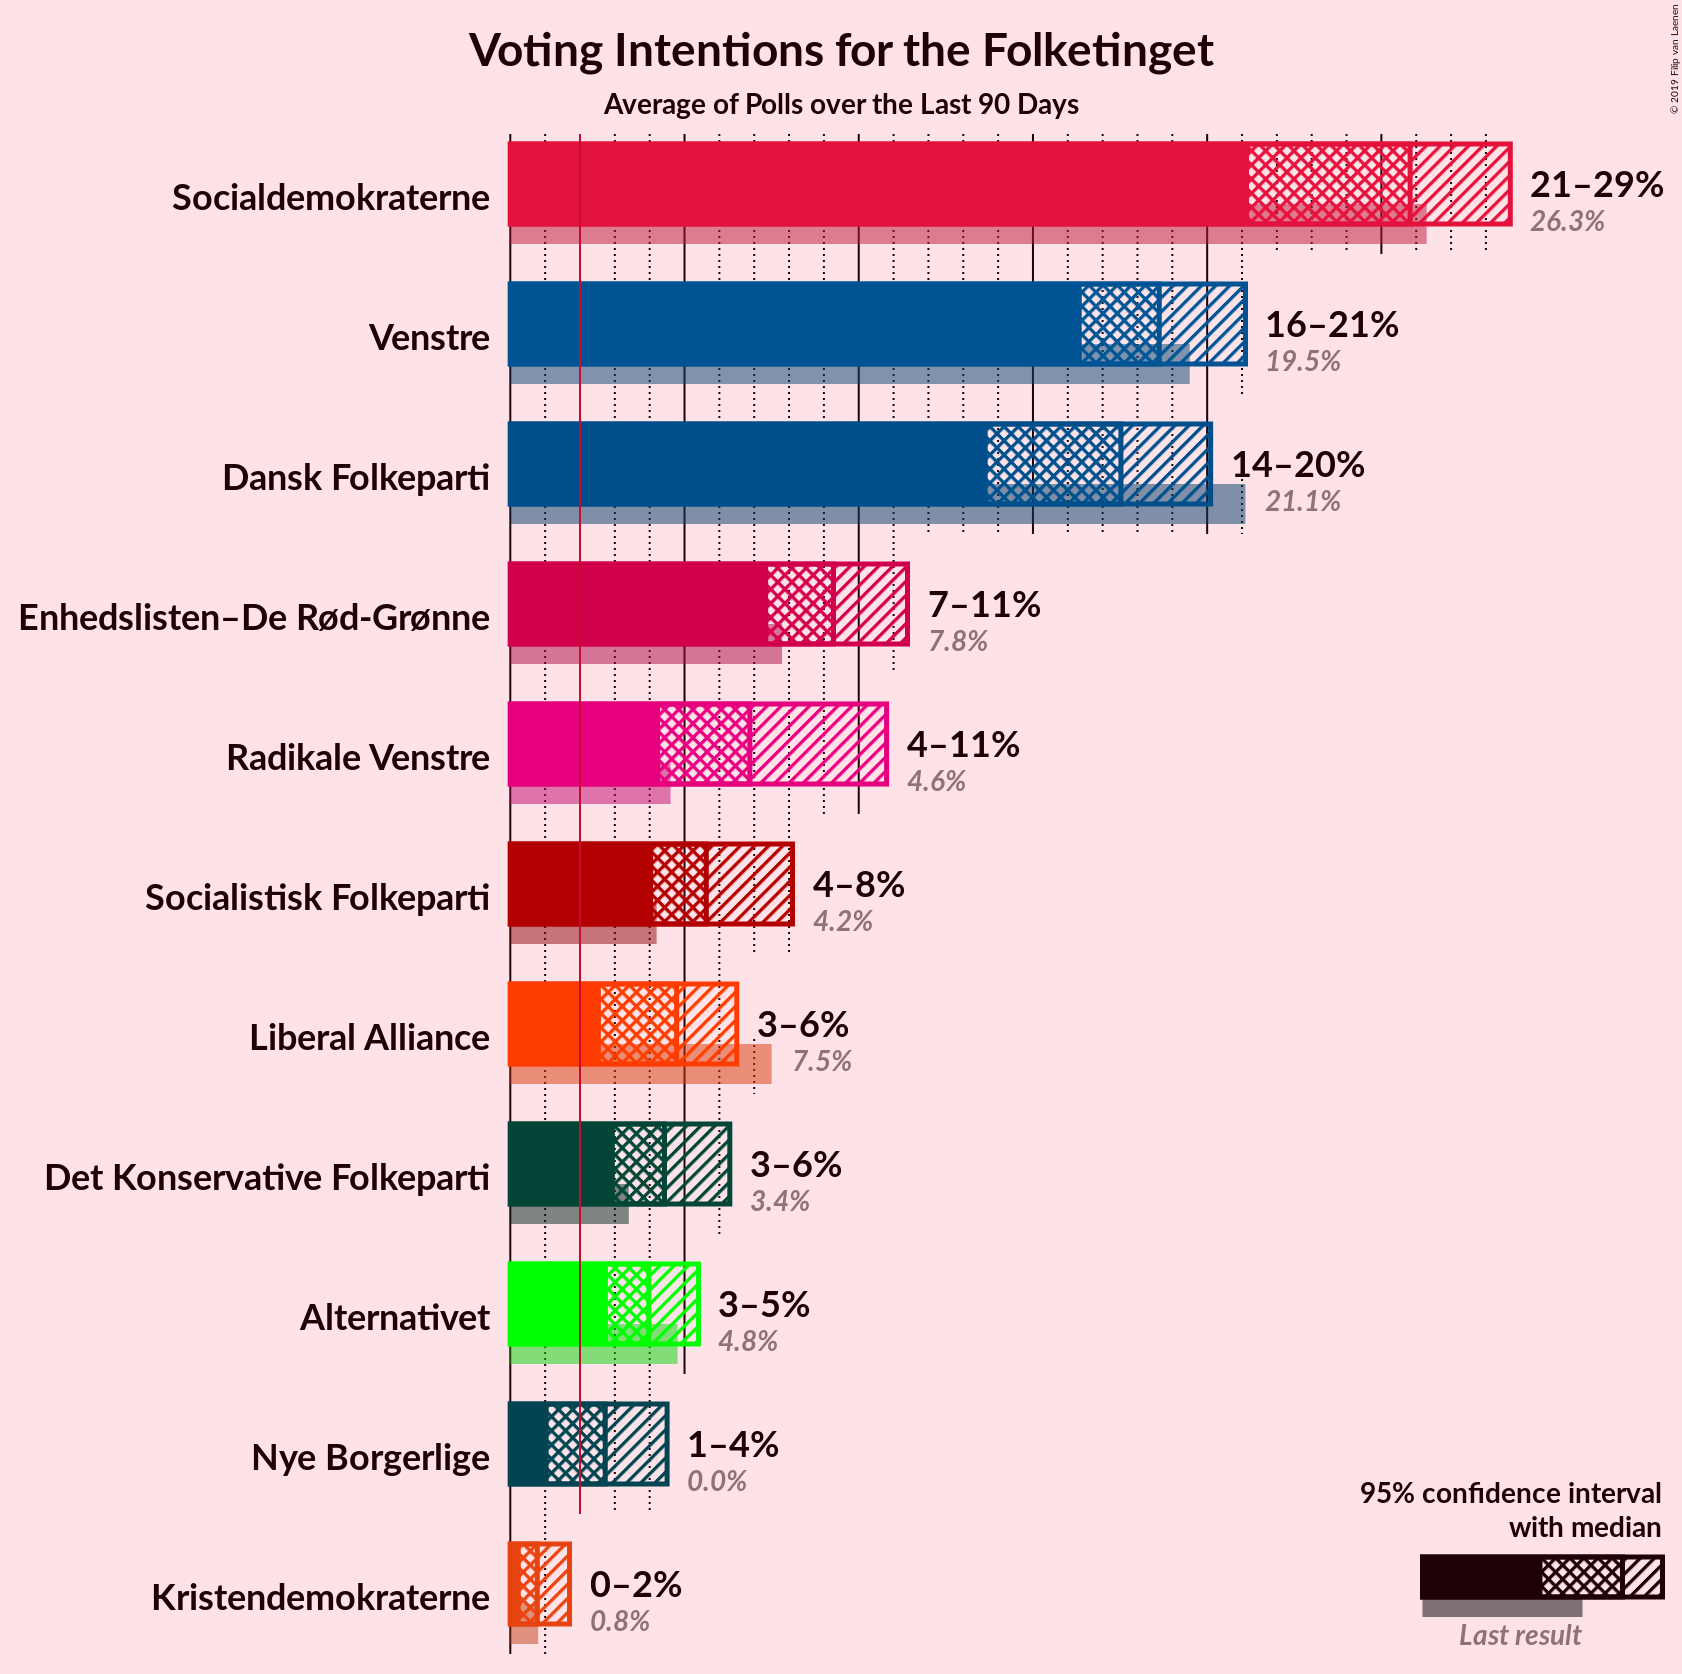 Voting Intentions for the Folketinget
Average of Polls over the Last 90 Days
© 2019 Filip van Laenen
Socialdemokraterne
21–29%
26.3%
Venstre
16–21%
19.5%
Dansk Folkeparti
14–20%
21.1%
Enhedslisten–De Rød-Grønne
7–11%
7.8%
Radikale Venstre
4–11%
4.6%
Socialistisk Folkeparti
4–8%
4.2%
Liberal Alliance
3–6%
7.5%
Det Konservative Folkeparti
3–6%
3.4%
Alternativet
3–5%
4.8%
Nye Borgerlige
1–4%
0.0%
Kristendemokraterne
0–2%
0.8%
95% confidence interval
with median
Last result